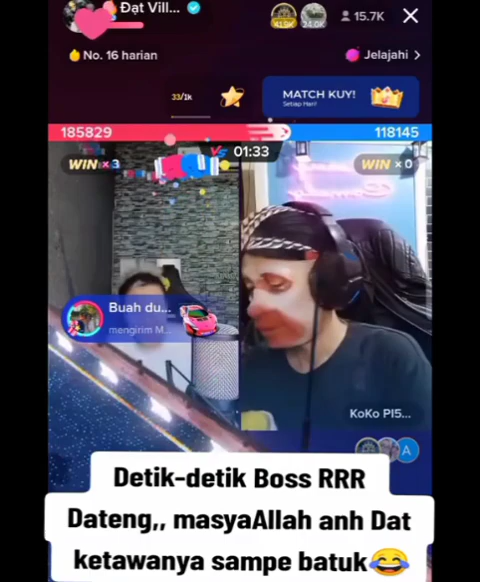 Đạt Vill...
15.7K
No. 16 harian
Jelajahi >
33/1k
MATCH KUY!
Setiap Hari!
185829
118145
WIN x 3
VS 01:33
WIN x 0
Buah du...
mengirim M...
KoKo PI5...
A
Detik-detik Boss RRR
Dateng,, masyaAllah anh Dat
ketawanya sampe batuk😂